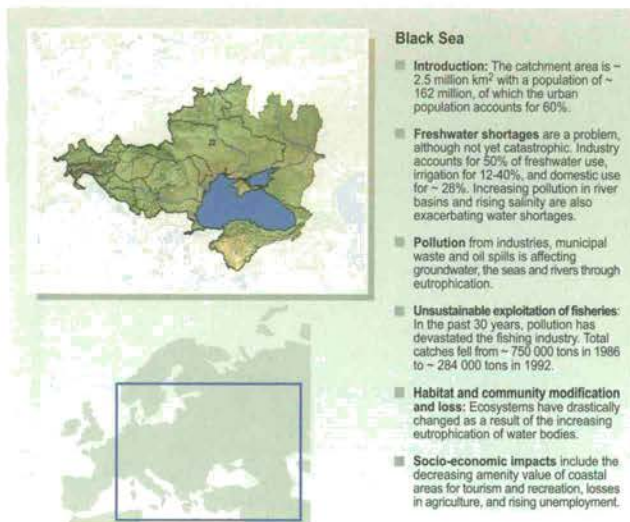 Black Sea
Introduction: The catchment area is ~
2.5 million km² with a population of ~
162 million, of which the urban
population accounts for 60%.
Freshwater shortages are a problem,
although not yet catastrophic. Industry
accounts for 50% of freshwater use,
irrigation for 12-40%, and domestic use
for ~ 28%. Increasing pollution in river
basins and rising salinity are also
exacerbating water shortages.
Pollution from industries, municipal
waste and oil spills is affecting
groundwater, the seas and rivers through
eutrophication.
Unsustainable exploitation of fisheries:
In the past 30 years, pollution has
devastated the fishing industry. Total
catches fell from ~ 750 000 tons in 1986
to ~ 284 000 tons in 1992.
Habitat and community modification
and loss: Ecosystems have drastically
changed as a result of the increasing
eutrophication of water bodies.
Socio-economic impacts include the
decreasing amenity value of coastal
areas for tourism and recreation, losses
in agriculture, and rising unemployment.